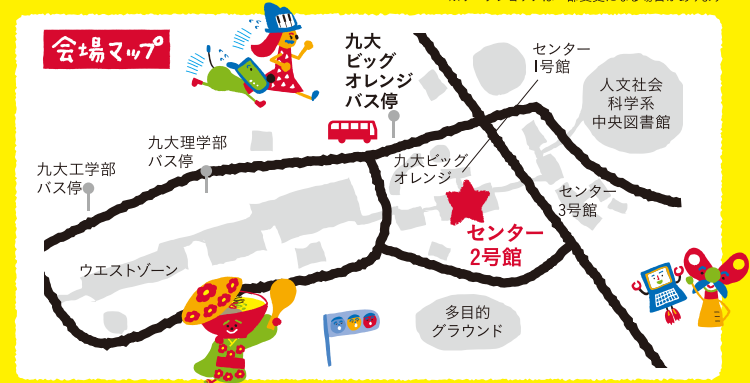 会場マップ
九大
ビッグ
オレンジ
バス停
センター
1号館
人文社会
科学系
中央図書館
九大理学部
バス停
九大工学部
バス停
九大ビッグ
オレンジ
センター
3号館
センター
2号館
ウエストゾーン
多目的
グラウンド